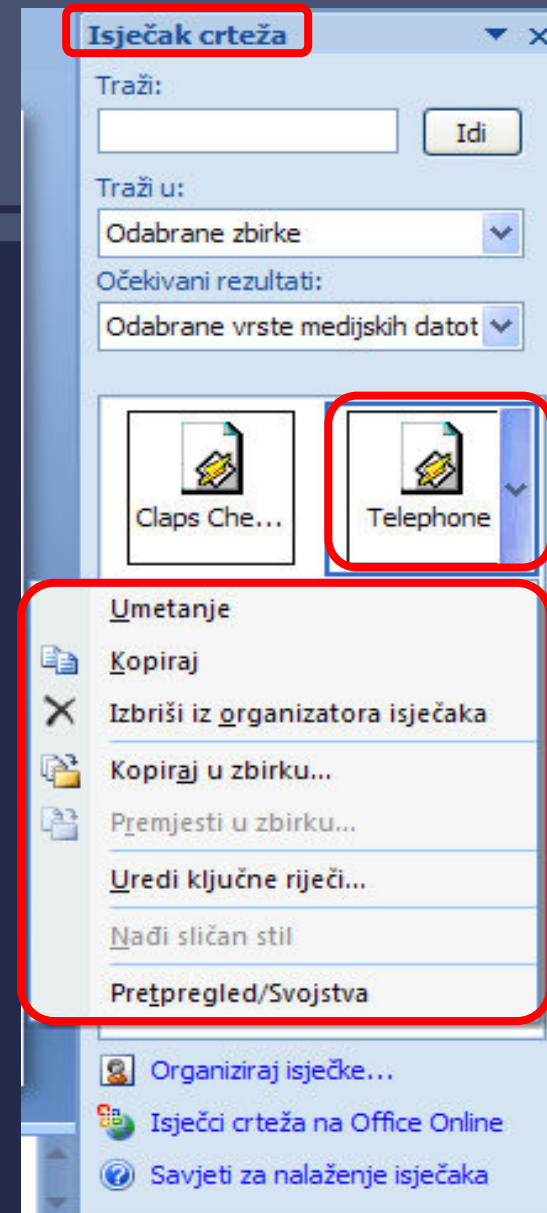 Isječak crteža
Traži:
Idi
Traži u:
Odabrane zbirke
Očekivani rezultati:
Odabrane vrste medijskih datot
Claps Che...
Telephone
Umetanje
Kopiraj
Izbriši iz organizatora isječaka
Kopiraj u zbirku...
Premjesti u zbirku...
Uredi ključne riječi...
Nađi sličan stil
Pretpregled/Svojstva
Organiziraj isječke...
Isječci crteža na Office Online
Savjeti za nalaženje isječaka